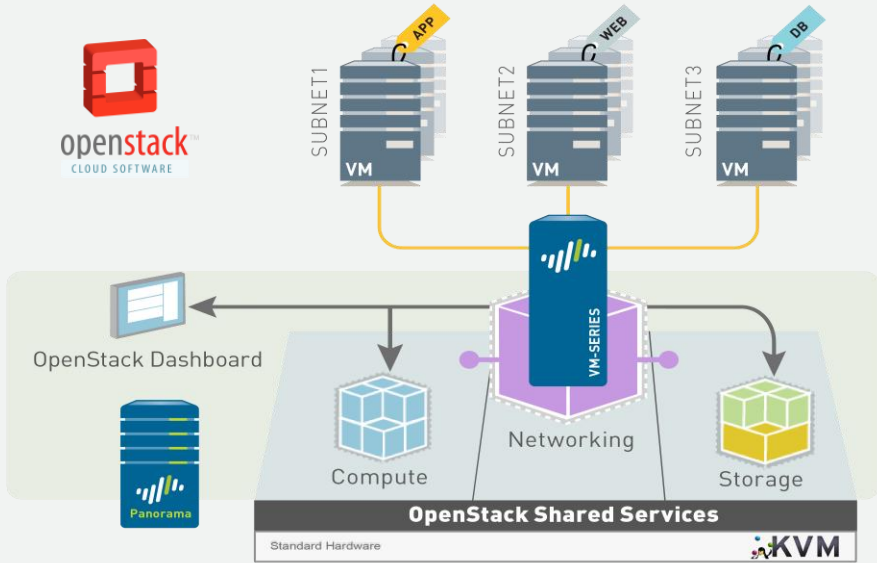 openstack™
CLOUD SOFTWARE
SUBNET1
APP
VM
SUBNET2
WEB
VM
SUBNET3
DB
VM
VM-SERIES
OpenStack Dashboard
Panorama
Compute
Networking
Storage
OpenStack Shared Services
Standard Hardware
KVM